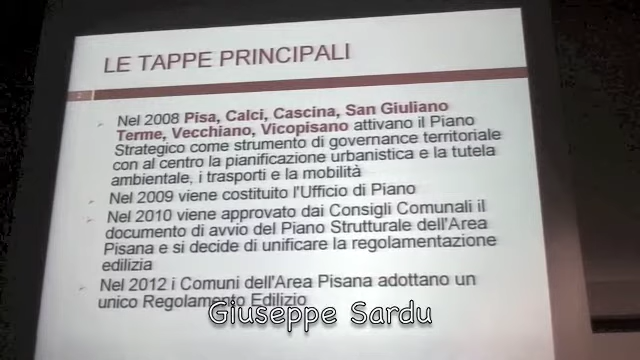 LE TAPPE PRINCIPALI
2
Nel 2008 Pisa, Calci, Cascina, San Giuliano
Terme, Vecchiano, Vicopisano attivano il Piano
Strategico come strumento di governance territoriale
con al centro la pianificazione urbanistica e la tutela
ambientale, i trasporti e la mobilità
Nel 2009 viene costituito l'Ufficio di Piano
Nel 2010 viene approvato dai Consigli Comunali il
documento di avvio del Piano Strutturale dell'Area
Pisana e si decide di unificare la regolamentazione
edilizia
Nel 2012 i Comuni dell'Area Pisana adottano un
unico Regolamento Edilizio
Giuseppe Sardu